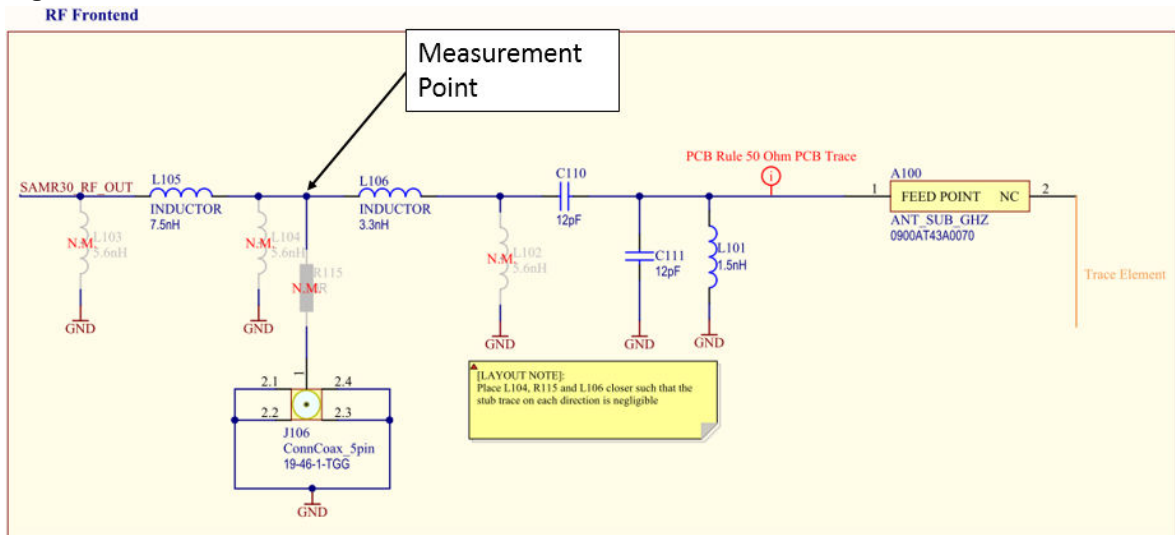 RF Frontend
Measurement
Point
PCB Rule 50 Ohm PCB Trace
i
SAMR30_RF_OUT
L105
INDUCTOR
7.5nH
L106
INDUCTOR
3.3nH
C110
12pF
1
A100
FEED POINT NC
2
ANT_SUB_GHZ
0900AT43A0070
N.M.
L103
5.6nH
N.M.
L104
5.6nH
R115
N.M.
N.M.
L102
5.6nH
C111
12pF
L101
1.5nH
Trace Element
GND
GND
GND
GND
GND
1
2.1
2.4
2.2
2.3
J106
ConnCoax_5pin
19-46-1-TGG
GND
[LAYOUT NOTE]:
Place L104, R115 and L106 closer such that the
stub trace on each direction is negligible